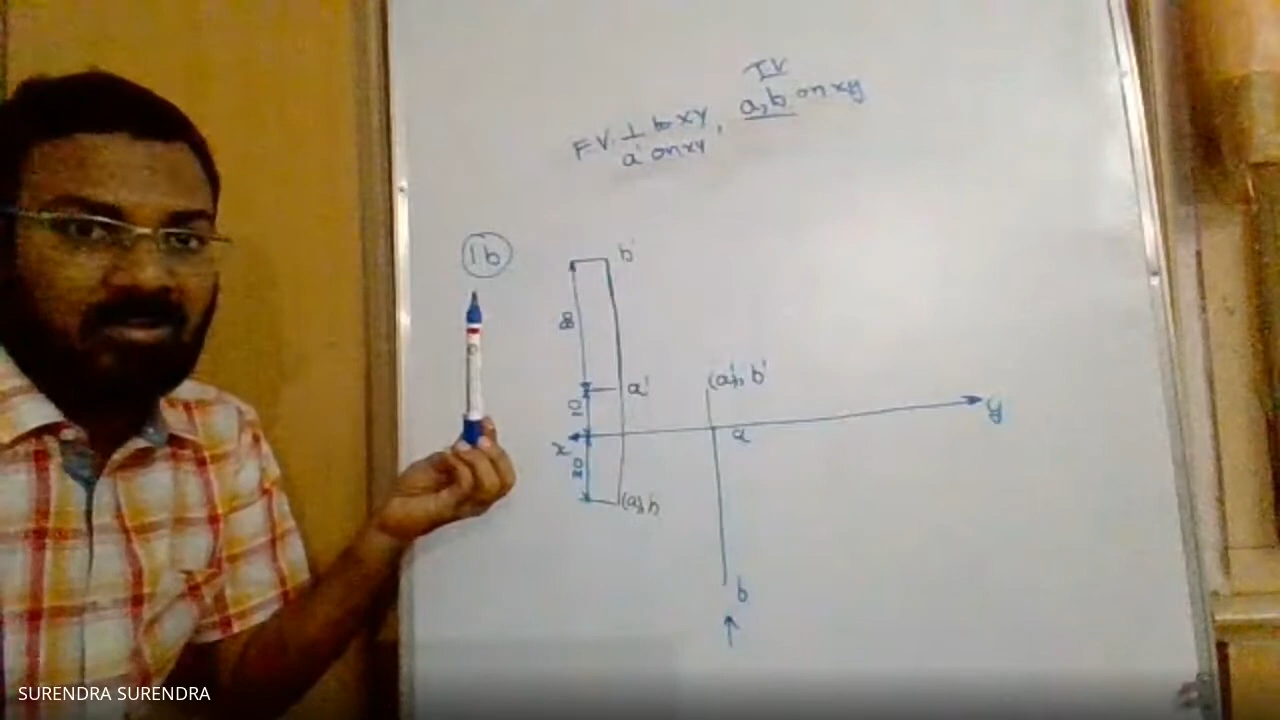 TV
F.V. ⊥ to XY, a, b on xy
a' on xy
1b
b'
80
a'
10
(a'), b'
x
y
a
20
(a), b
b
SURENDRA SURENDRA